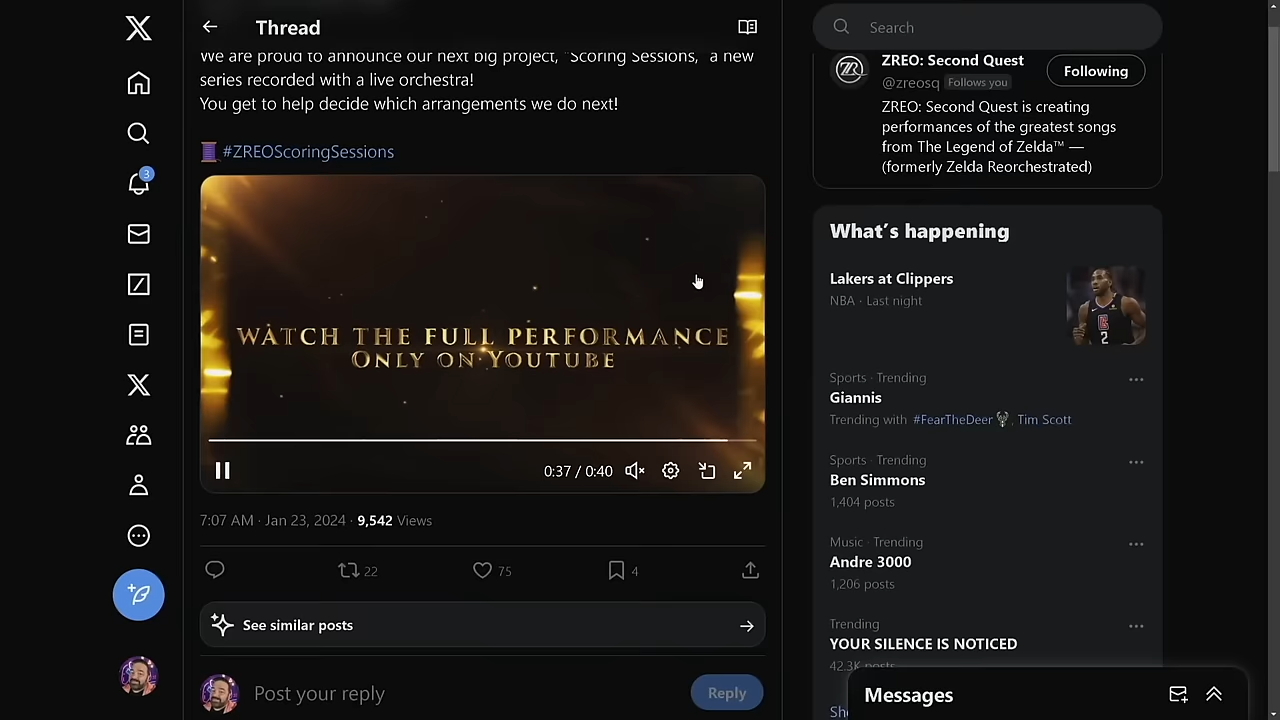 Thread
Search
We are proud to announce our next big project, "Scoring Sessions," a new
series recorded with a live orchestra!
You get to help decide which arrangements we do next!
#ZREOScoringSessions
WATCH THE FULL PERFORMANCE
ONLY ON YOUTUBE
0:37 / 0:40
7:07 AM · Jan 23, 2024 · 9,542 Views
22
75
4
See similar posts
Post your reply
Reply
3
ZREO: Second Quest
@zreosq Follows you
Following
ZREO: Second Quest is creating
performances of the greatest songs
from The Legend of Zelda™ —
(formerly Zelda Reorchestrated)
What's happening
Lakers at Clippers
NBA · Last night
Sports · Trending
Giannis
Trending with #FearTheDeer, Tim Scott
Sports · Trending
Ben Simmons
1,404 posts
Music · Trending
Andre 3000
1,206 posts
Trending
YOUR SILENCE IS NOTICED
42.3K posts
Messages